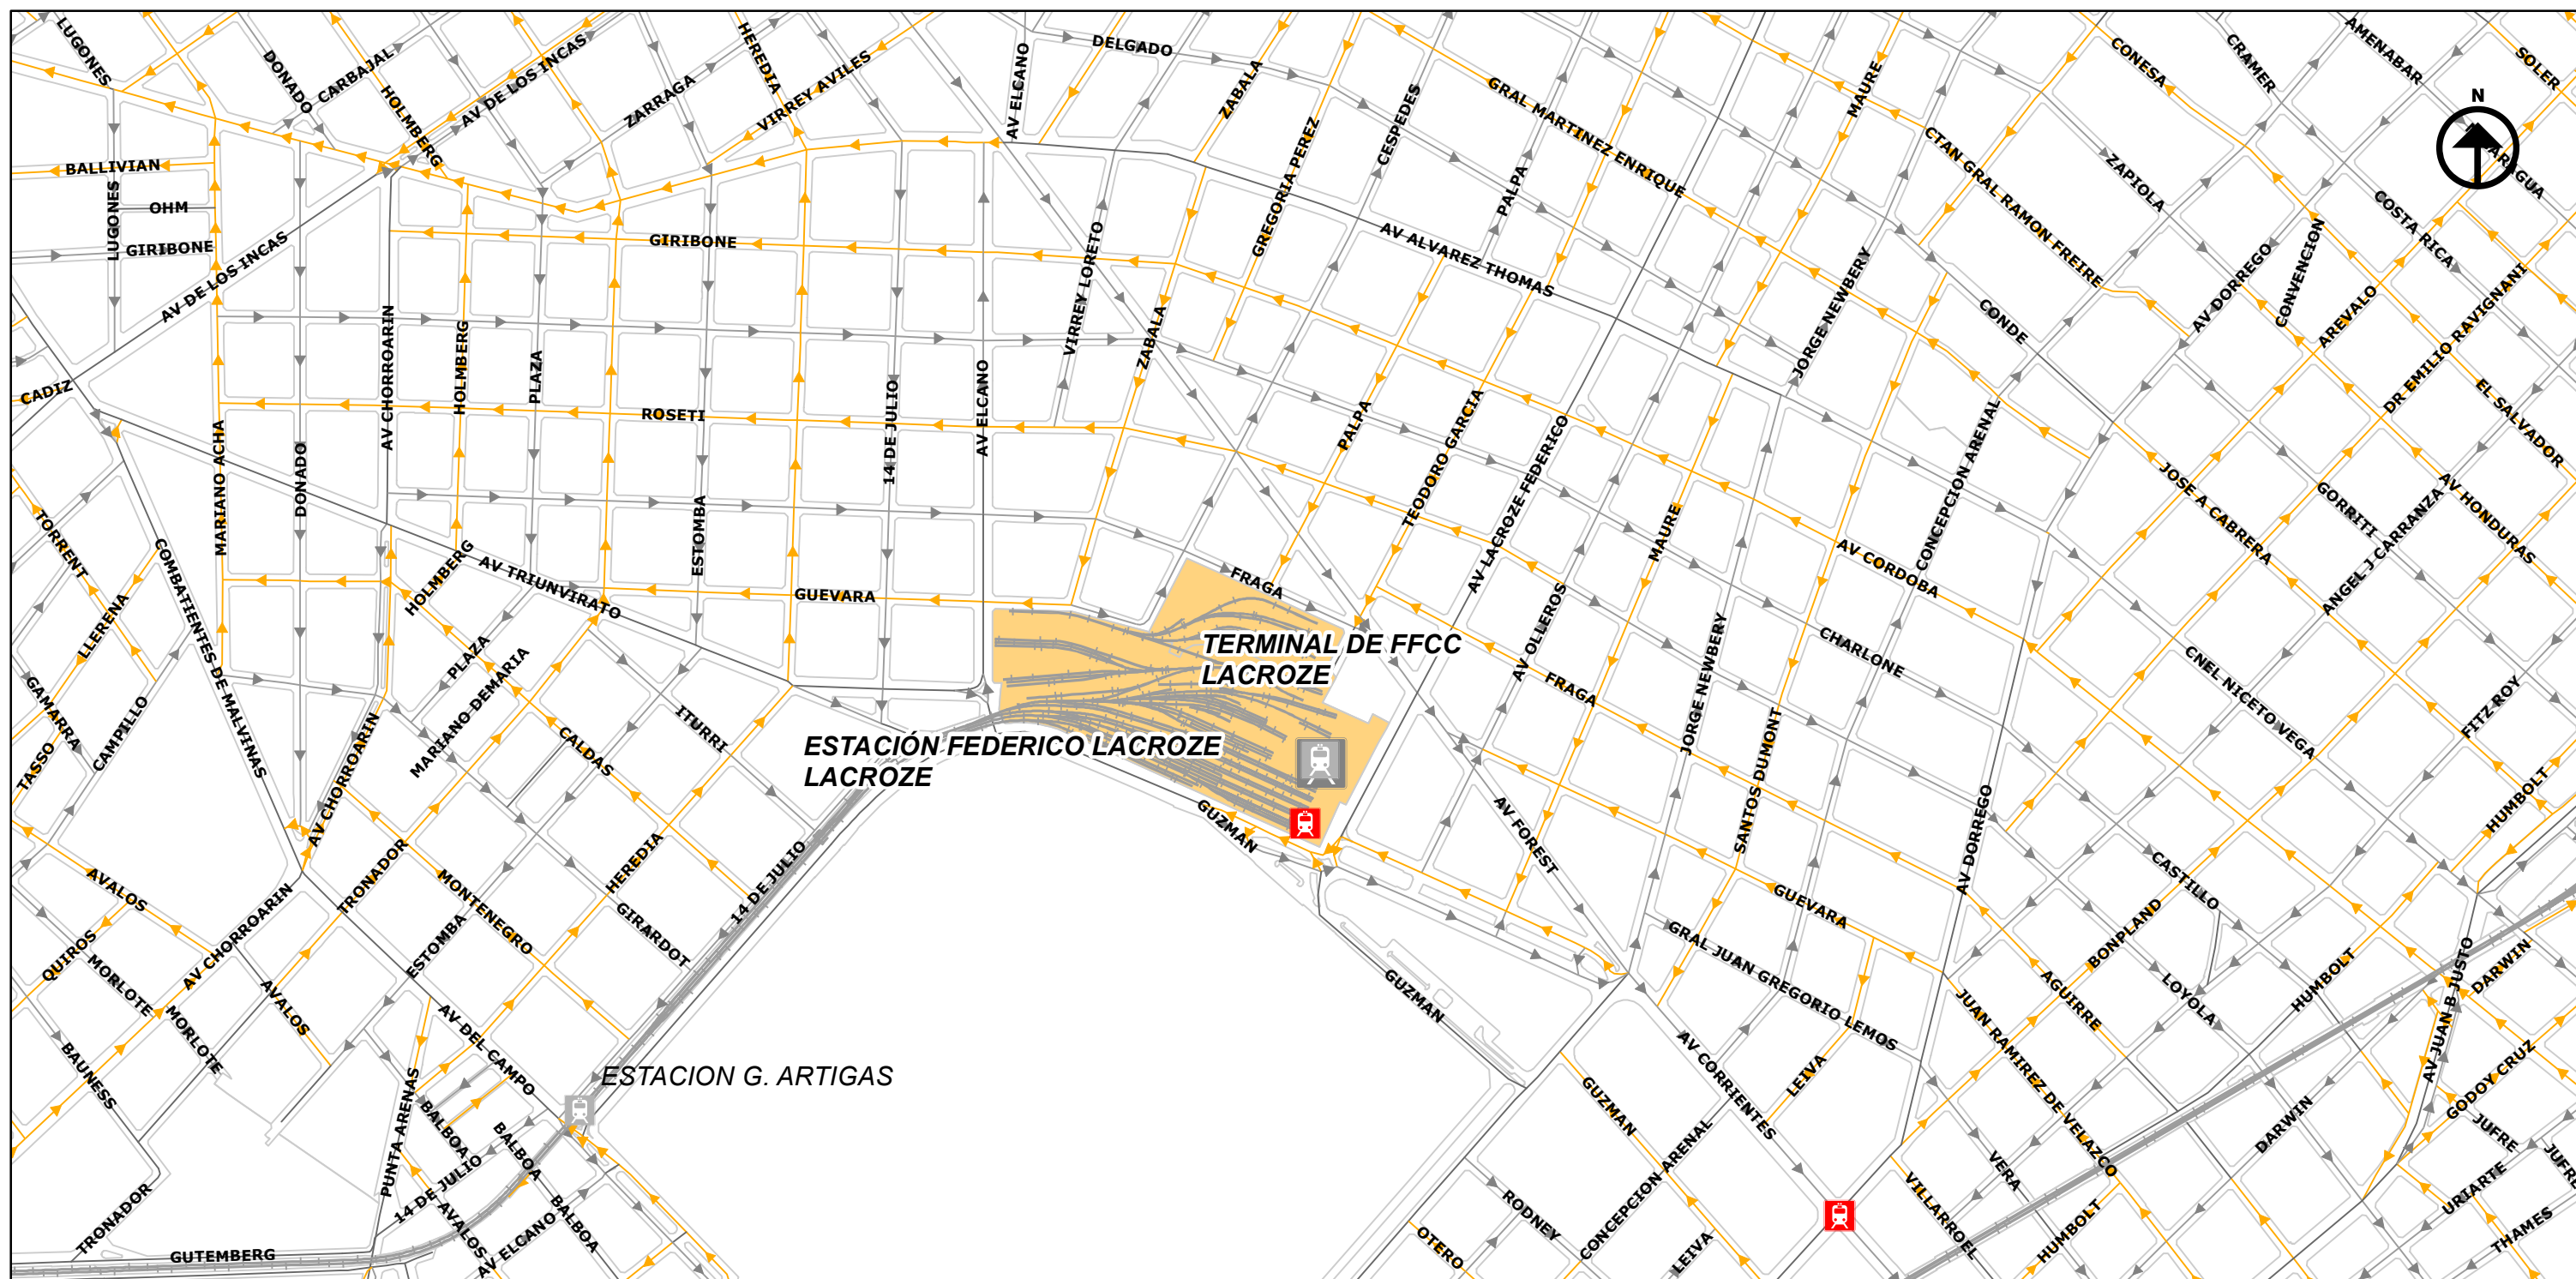 LUGONES
DONADO
CARBAJAL
HOLMBERG
AV DE LOS INCAS
ZARRAGA
HEREDIA
VIRREY AVILES
AV ELCANO
DELGADO
ZABALA
GREGORIA PEREZ
CESPEDES
GRAL MARTINEZ ENRIQUE
PALPA
MAURE
CTAN GRAL RAMON FREIRE
CONESA
CRAMER
AMENABAR
SOLER
N
ZAPIOLA
COSTA RICA
BALLIVIAN
LUGONES
OHM
GIRIBONE
AV DE LOS INCAS
GIRIBONE
VIRREY LORETO
AV ALVAREZ THOMAS
JORGE NEWBERY
CONDE
AV DORREGO
CONVENCION
AREVALO
DR EMILIO RAVIGNANI
EL SALVADOR
CADIZ
AV CHORROARIN
HOLMBERG
PLAZA
ROSETI
14 DE JULIO
AV ELCANO
ZABALA
PALPA
TEODORO GARCIA
AV LACROZE FEDERICO
MAURE
CONCEPCION ARENAL
JOSE A CABRERA
GORRITI
AV HONDURAS
ANGEL J CARRANZA
MARIANO ACHA
DONADO
ESTOMBA
TORRENT
COMBATIENTES DE MALVINAS
LLERENA
HOLMBERG
AV TRIUNVIRATO
GUEVARA
FRAGA
AV CORDOBA
AV OLLEROS
CHARLONE
JORGE NEWBERY
CNEL NICETO VEGA
FITZ ROY
TERMINAL DE FFCC
LACROZE
FRAGA
PLAZA
MARIANO DEMARIA
GAMARRA
CAMPILLO
TASSO
AV CHORROARIN
CALDAS
ITURRI
ESTACIÓN FEDERICO LACROZE
LACROZE
GUZMAN
AV FOREST
SANTOS DUMONT
AV DORREGO
HUMBOLT
CASTILLO
AVALOS
TRONADOR
MONTENEGRO
HEREDIA
GIRARDOT
14 DE JULIO
GUEVARA
BONPLAND
QUIROS
MORLOTE
AV CHORROARIN
ESTOMBA
AVALOS
MORLOTE
GUZMAN
GRAL JUAN GREGORIO LEMOS
AGUIRRE
LOYOLA
HUMBOLT
AV JUAN B JUSTO
DARWIN
BAUNESS
AV DEL CAMPO
ESTACION G. ARTIGAS
PUNTA ARENAS
BALBOA
BALBOA
GUZMAN
AV CORRIENTES
LEIVA
JUAN RAMIREZ DE VELAZCO
GODOY CRUZ
JUFRE
JUFRE
DARWIN
TRONADOR
14 DE JULIO
AVALOS
AV ELCANO
BALBOA
GUTEMBERG
RODNEY
CONCEPCION ARENAL
OTERO
LEIVA
VILLARROEL
VERA
HUMBOLT
URIARTE
THAMES